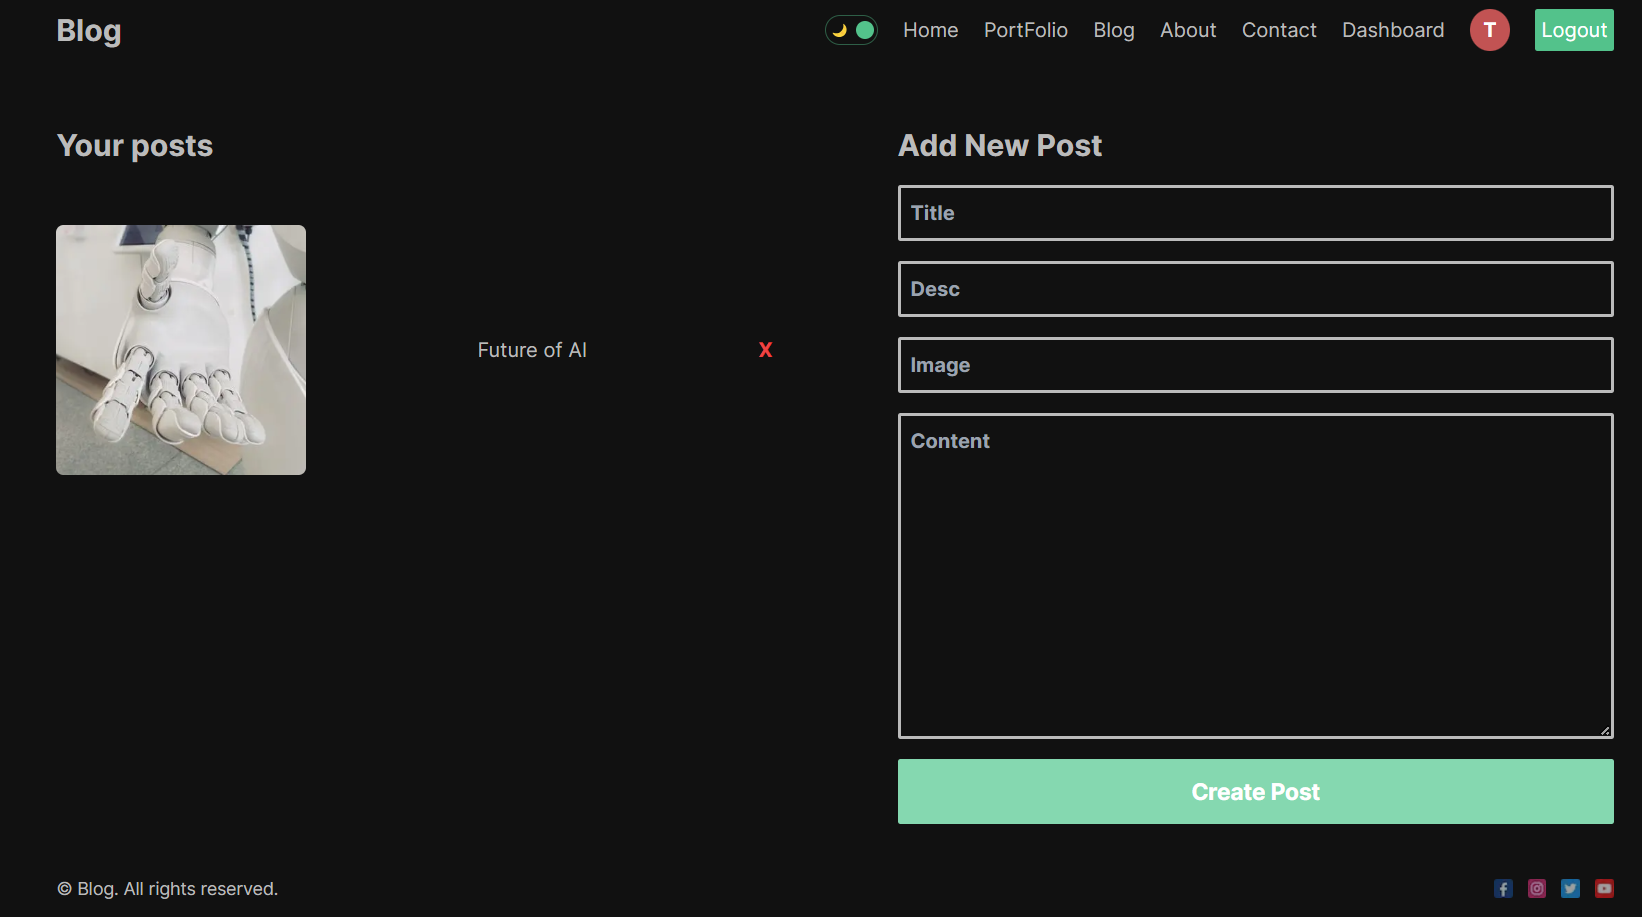 Blog
Home PortFolio Blog About Contact Dashboard T Logout
Your posts
Future of AI X
Add New Post
Title
Desc
Image
Content
Create Post
© Blog. All rights reserved.